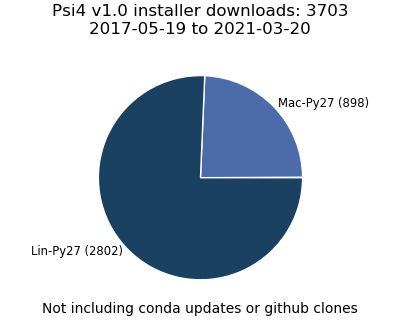 Psi4 v1.0 installer downloads: 3703
2017-05-19 to 2021-03-20
Mac-Py27 (898)
Lin-Py27 (2802)
Not including conda updates or github clones